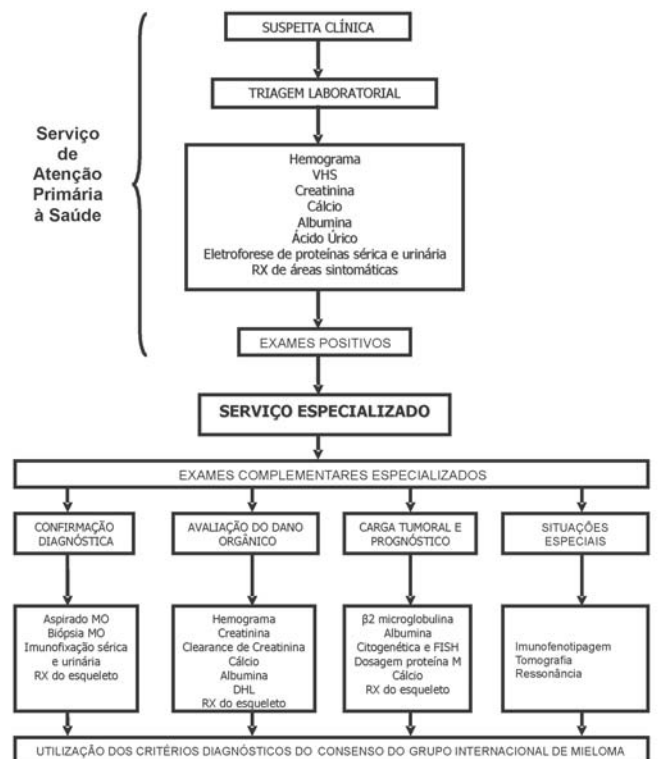 SUSPEITA CLÍNICA
TRIAGEM LABORATORIAL
Serviço
de
Atenção
Primária
à Saúde
Hemograma
VHS
Creatinina
Cálcio
Albumina
Ácido Úrico
Eletroforese de proteínas sérica e urinária
RX de áreas sintomáticas
EXAMES POSITIVOS
SERVIÇO ESPECIALIZADO
EXAMES COMPLEMENTARES ESPECIALIZADOS
CONFIRMAÇÃO
DIAGNÓSTICA
Aspirado MO
Biópsia MO
Imunofixação sérica
e urinária
RX do esqueleto
AVALIAÇÃO DO DANO
ORGÂNICO
Hemograma
Creatinina
Clearance de Creatinina
Cálcio
Albumina
DHL
RX do esqueleto
CARGA TUMORAL E
PROGNÓSTICO
β2 microglobulina
Albumina
Citogenética e FISH
Dosagem proteína M
Cálcio
RX do esqueleto
SITUAÇÕES
ESPECIAIS
Imunofenotipagem
Tomografia
Ressonância
UTILIZAÇÃO DOS CRITÉRIOS DIAGNÓSTICOS DO CONSENSO DO GRUPO INTERNACIONAL DE MIELOMA